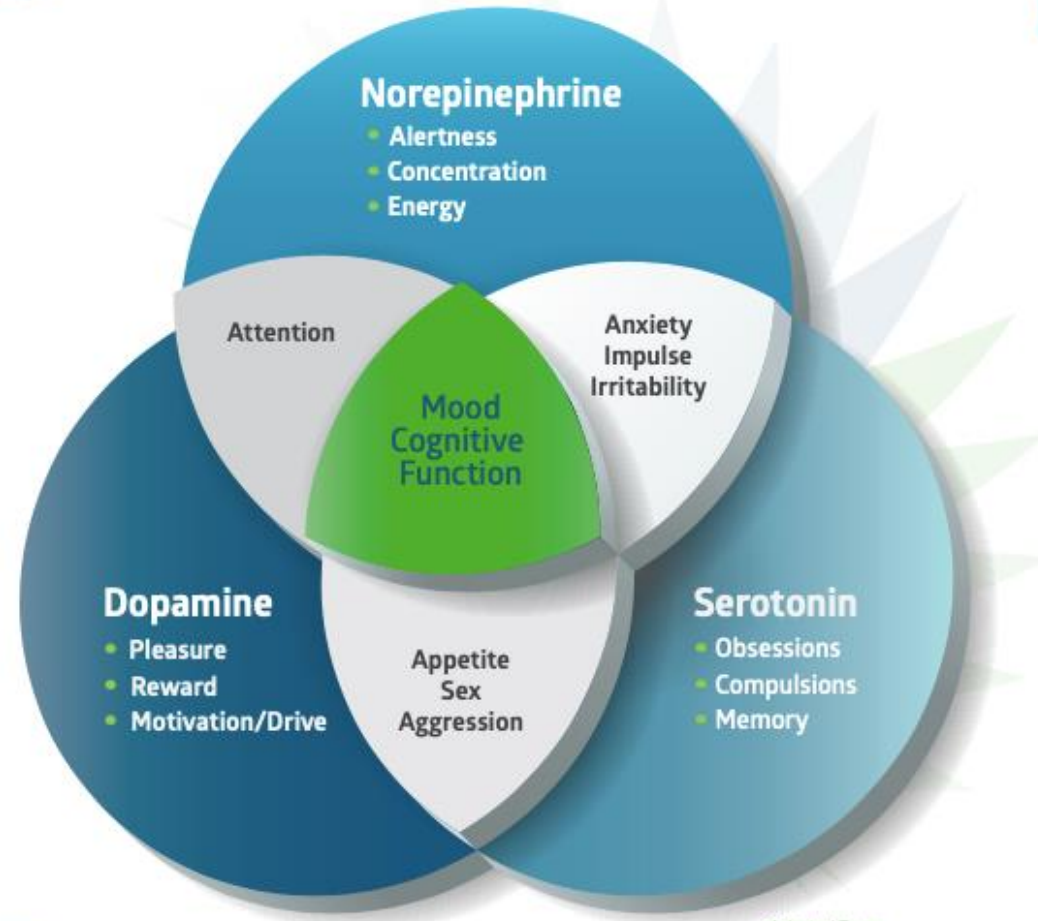 Norepinephrine
• Alertness
• Concentration
• Energy
Attention
Anxiety
Impulse
Irritability
Mood
Cognitive
Function
Dopamine
• Pleasure
• Reward
• Motivation/Drive
Appetite
Sex
Aggression
Serotonin
• Obsessions
• Compulsions
• Memory